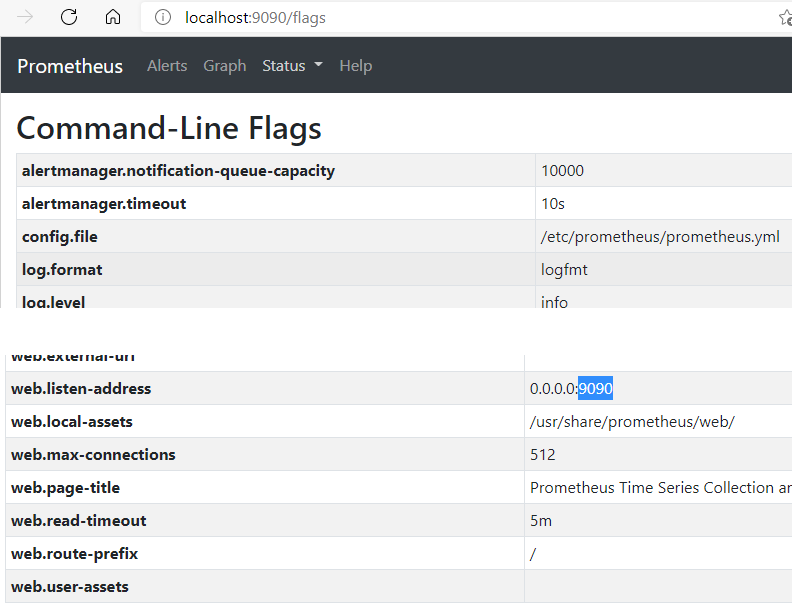 localhost:9090/flags
Prometheus Alerts Graph Status Help
Command-Line Flags
alertmanager.notification-queue-capacity 10000
alertmanager.timeout 10s
config.file /etc/prometheus/prometheus.yml
log.format logfmt
log.level info
web.external-url
web.listen-address 0.0.0.0:9090
web.local-assets /usr/share/prometheus/web/
web.max-connections 512
web.page-title Prometheus Time Series Collection an
web.read-timeout 5m
web.route-prefix /
web.user-assets